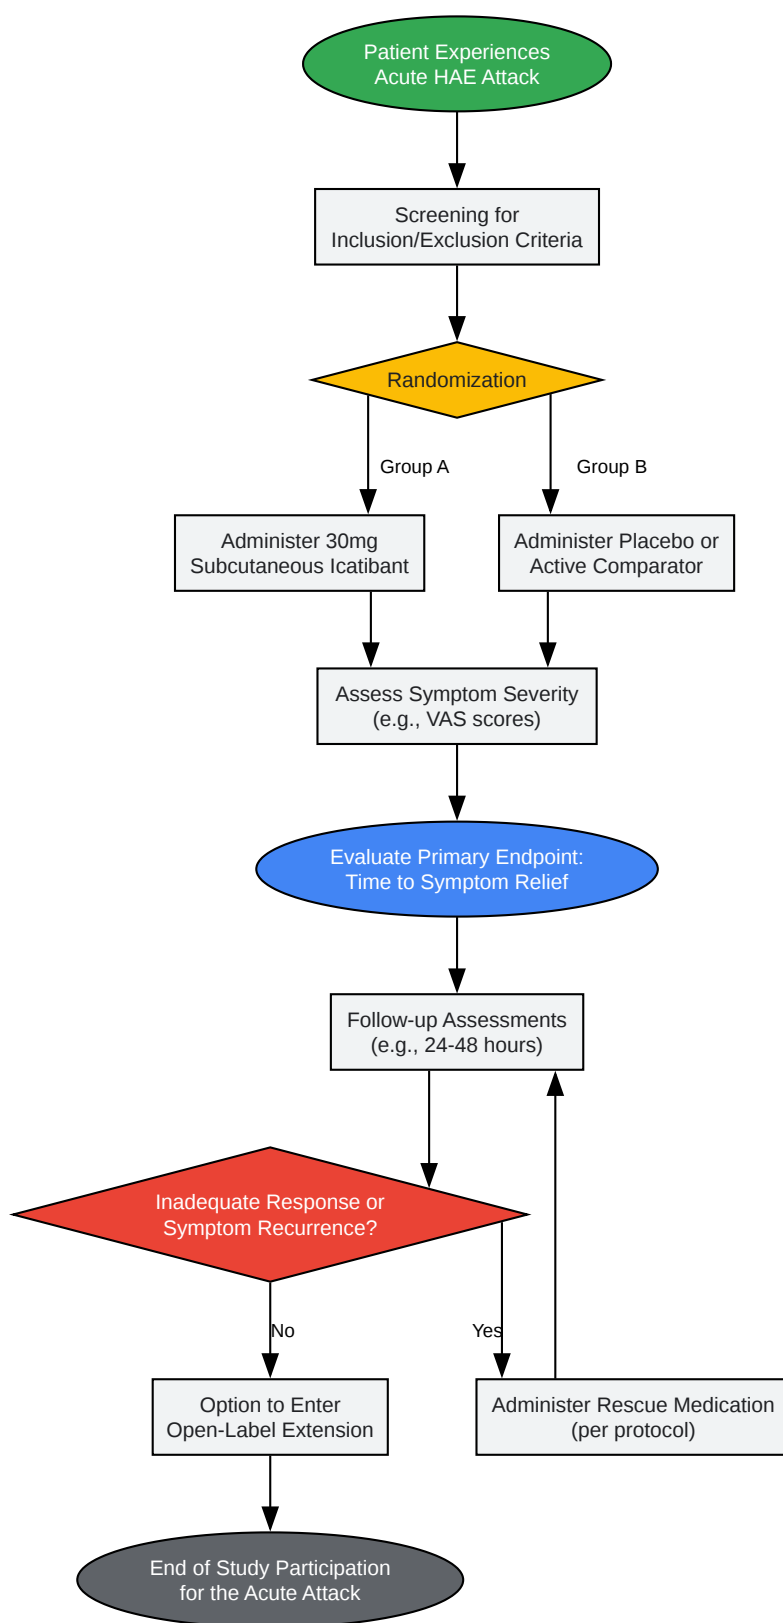 Patient Experiences
Acute HAE Attack
Screening for
Inclusion/Exclusion Criteria
Randomization
Group A
Group B
Administer 30mg
Subcutaneous Icatibant
Administer Placebo or
Active Comparator
Assess Symptom Severity
(e.g., VAS scores)
Evaluate Primary Endpoint:
Time to Symptom Relief
Follow-up Assessments
(e.g., 24-48 hours)
Inadequate Response or
Symptom Recurrence?
No
Yes
Option to Enter
Open-Label Extension
Administer Rescue Medication
(per protocol)
End of Study Participation
for the Acute Attack